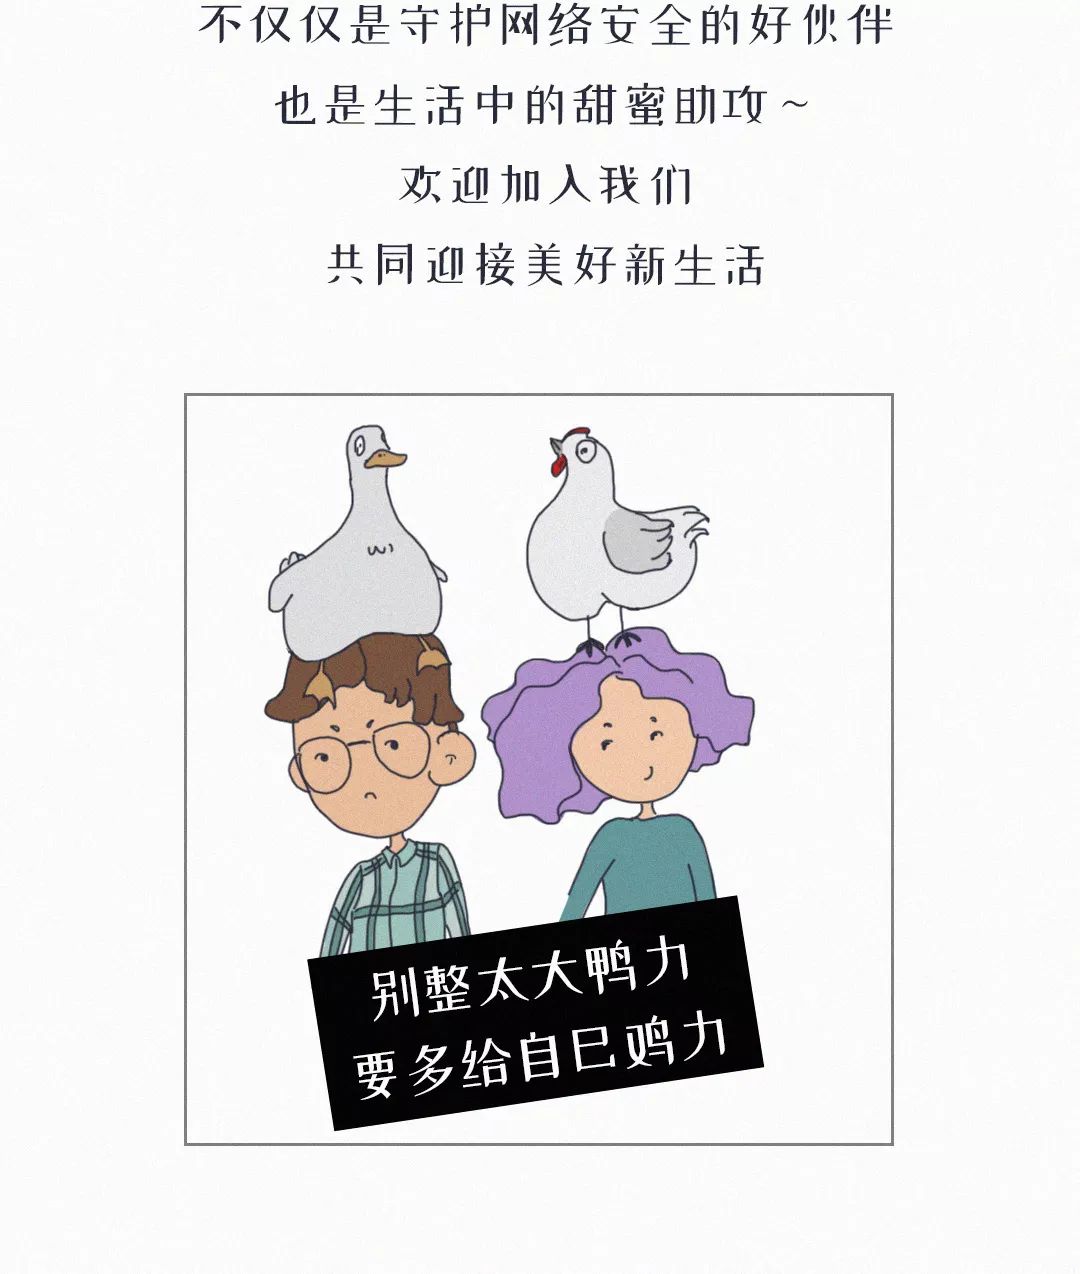 不仅仅是守护网络安全的好伙伴
也是生活中的甜蜜助攻～
欢迎加入我们
共同迎接美好新生活
别整太大鸭力
要多给自己鸡力